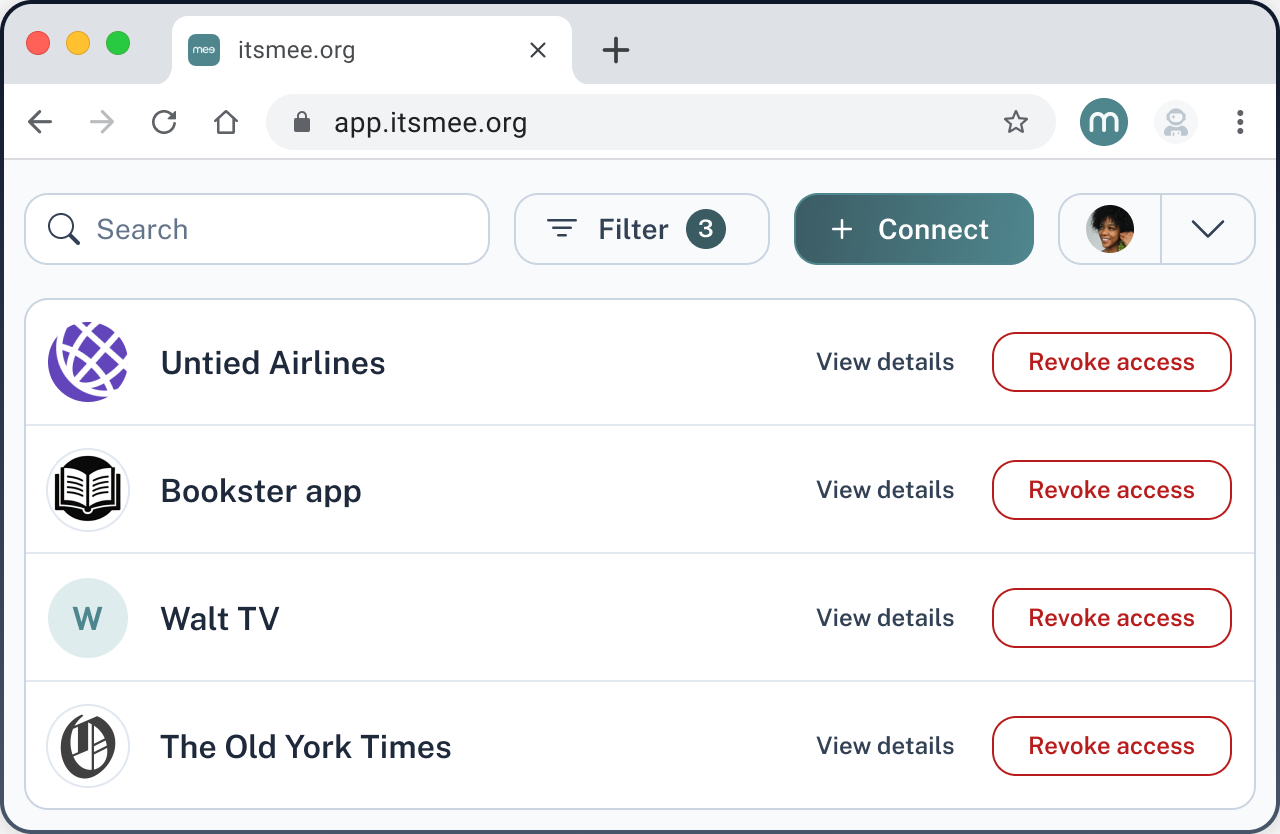 mee itsmee.org
app.itsmee.org m
Search Filter 3 + Connect
Untied Airlines View details Revoke access
Bookster app View details Revoke access
W Walt TV View details Revoke access
O The Old York Times View details Revoke access